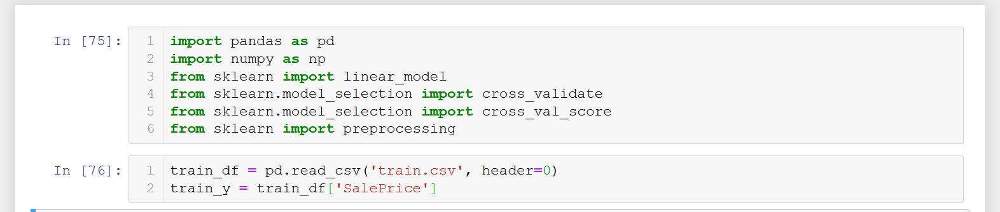 In [75]:
1 import pandas as pd
2 import numpy as np
3 from sklearn import linear_model
4 from sklearn.model_selection import cross_validate
5 from sklearn.model_selection import cross_val_score
6 from sklearn import preprocessing
In [76]:
1 train_df = pd.read_csv('train.csv', header=0)
2 train_y = train_df['SalePrice']